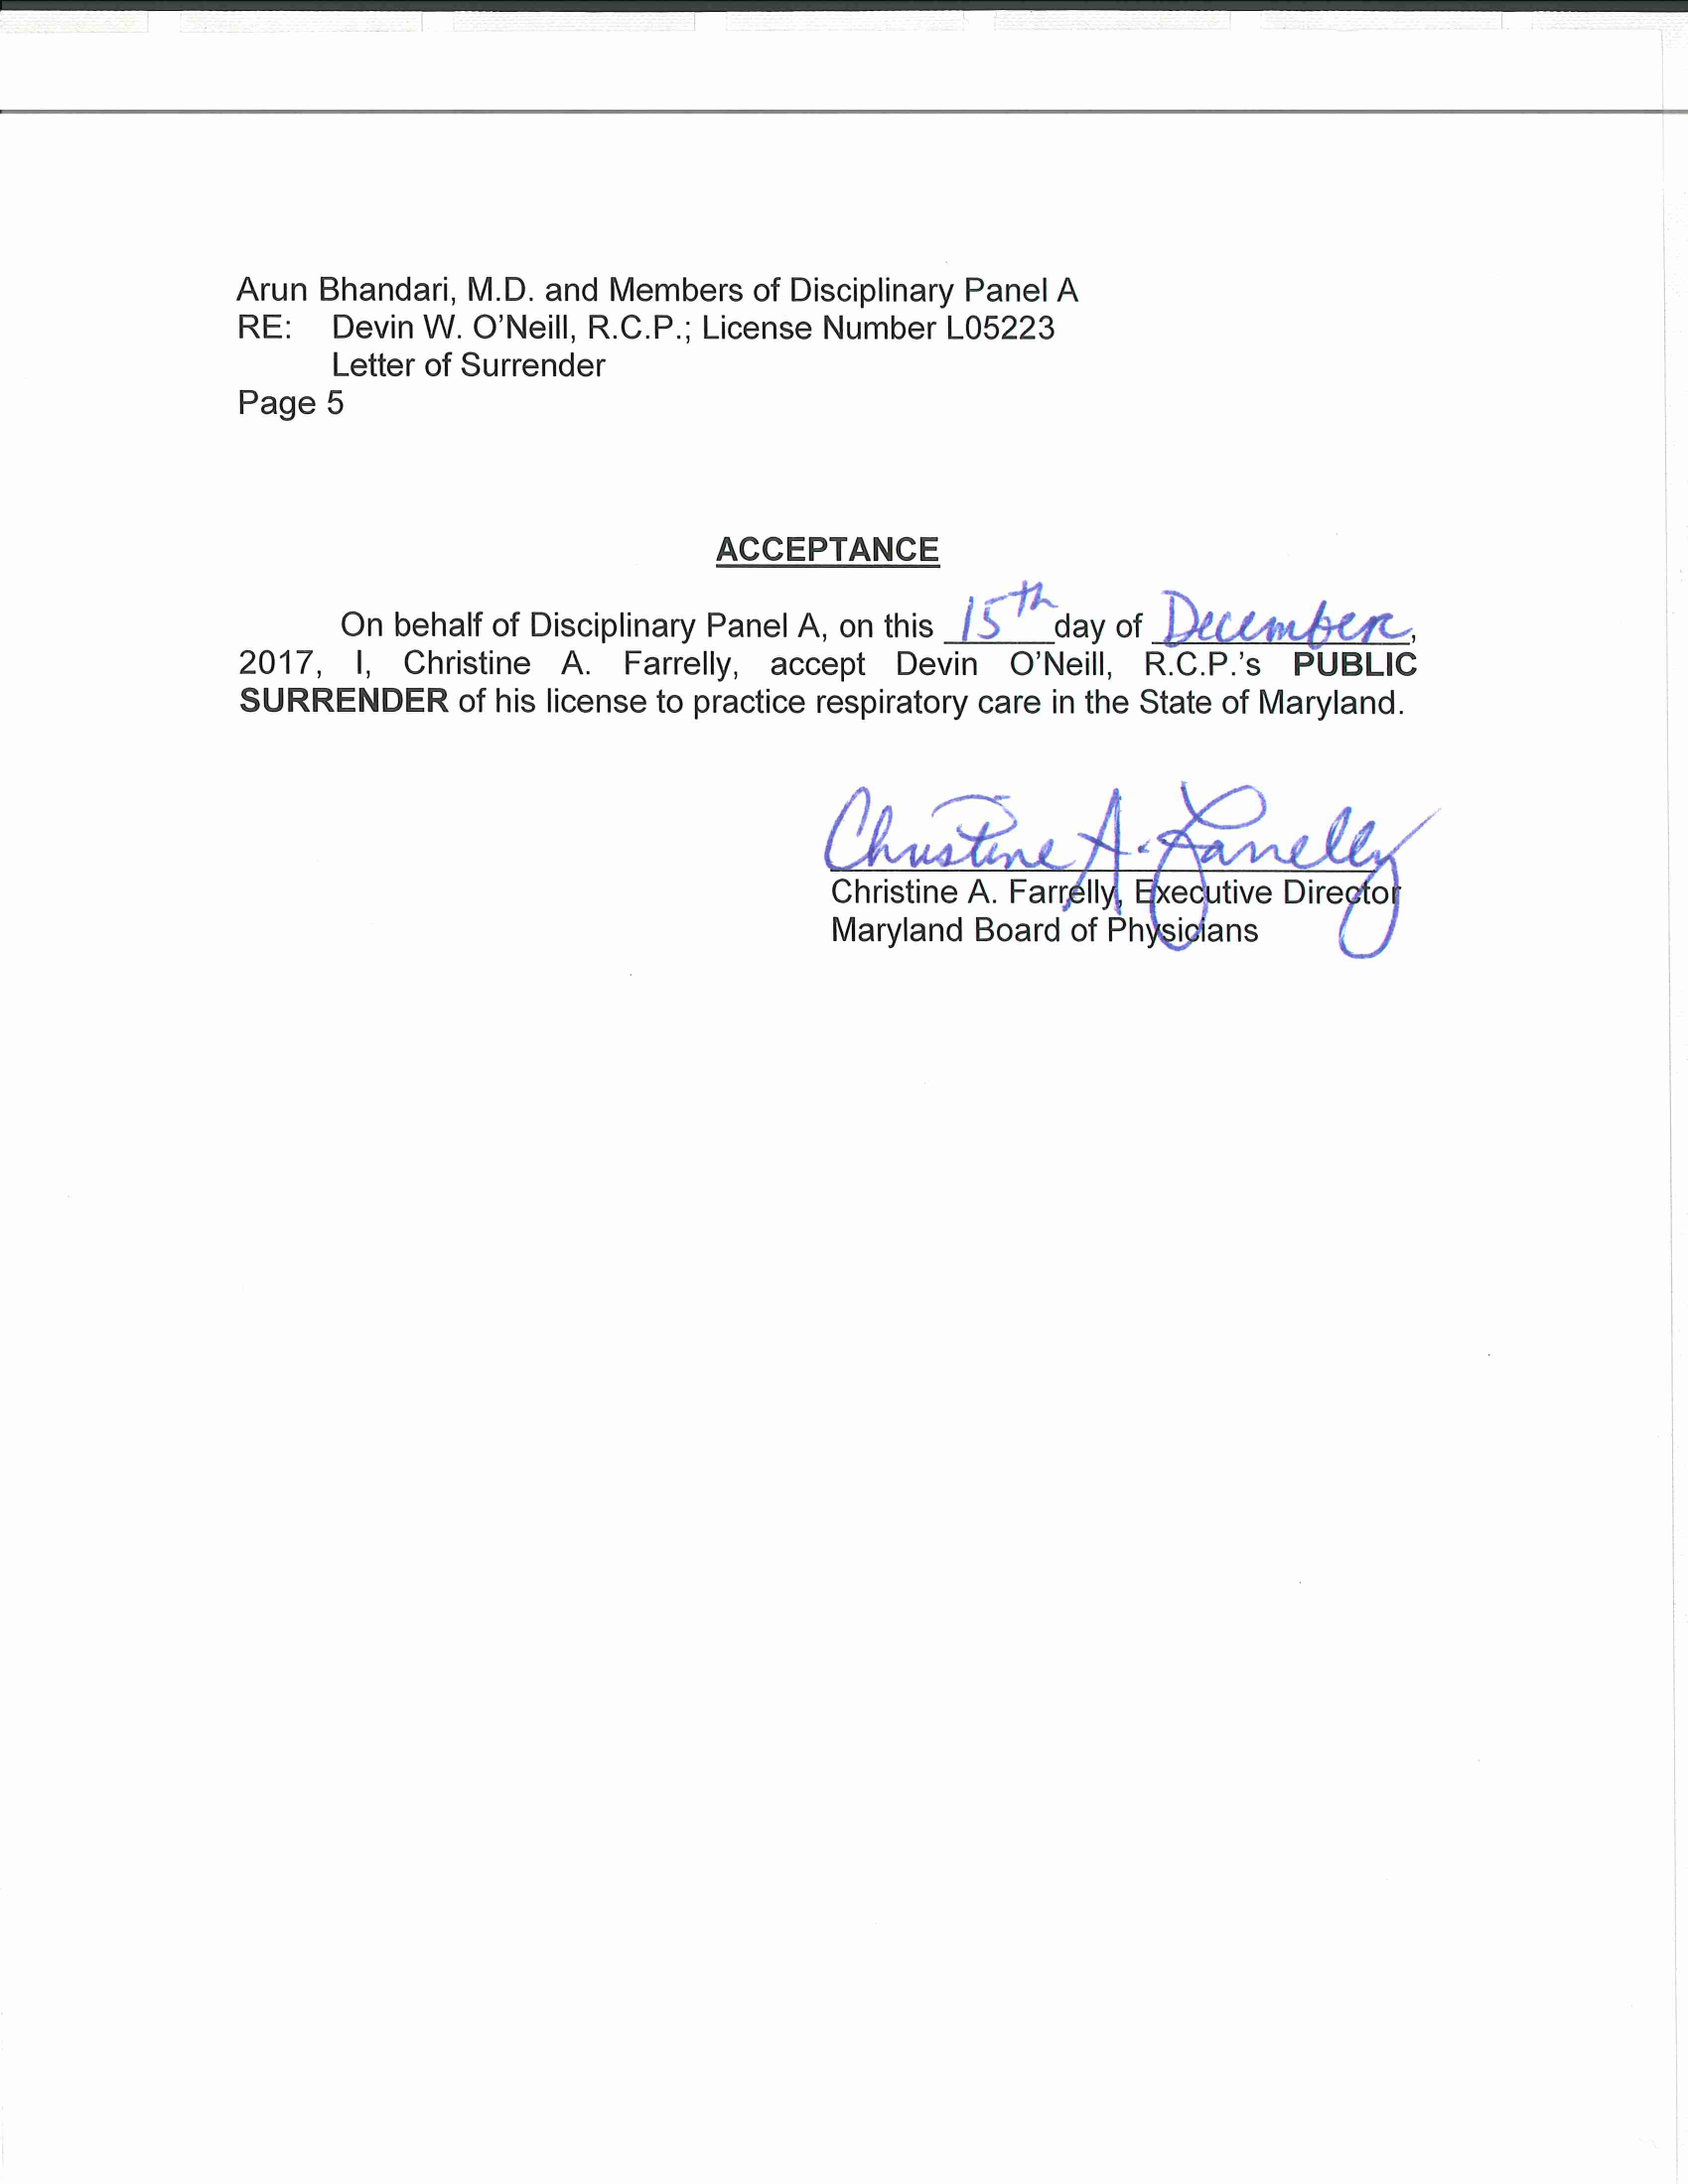 Arun Bhandari, M.D. and Members of Disciplinary Panel A
RE: Devin W. O'Neill, R.C.P.; License Number L05223
Letter of Surrender
Page 5
ACCEPTANCE
On behalf of Disciplinary Panel A, on this 15th day of December,
2017, I, Christine A. Farrelly, accept Devin O'Neill, R.C.P.'s PUBLIC
SURRENDER of his license to practice respiratory care in the State of Maryland.
Christine A. Farrelly
Christine A. Farrelly, Executive Director
Maryland Board of Physicians